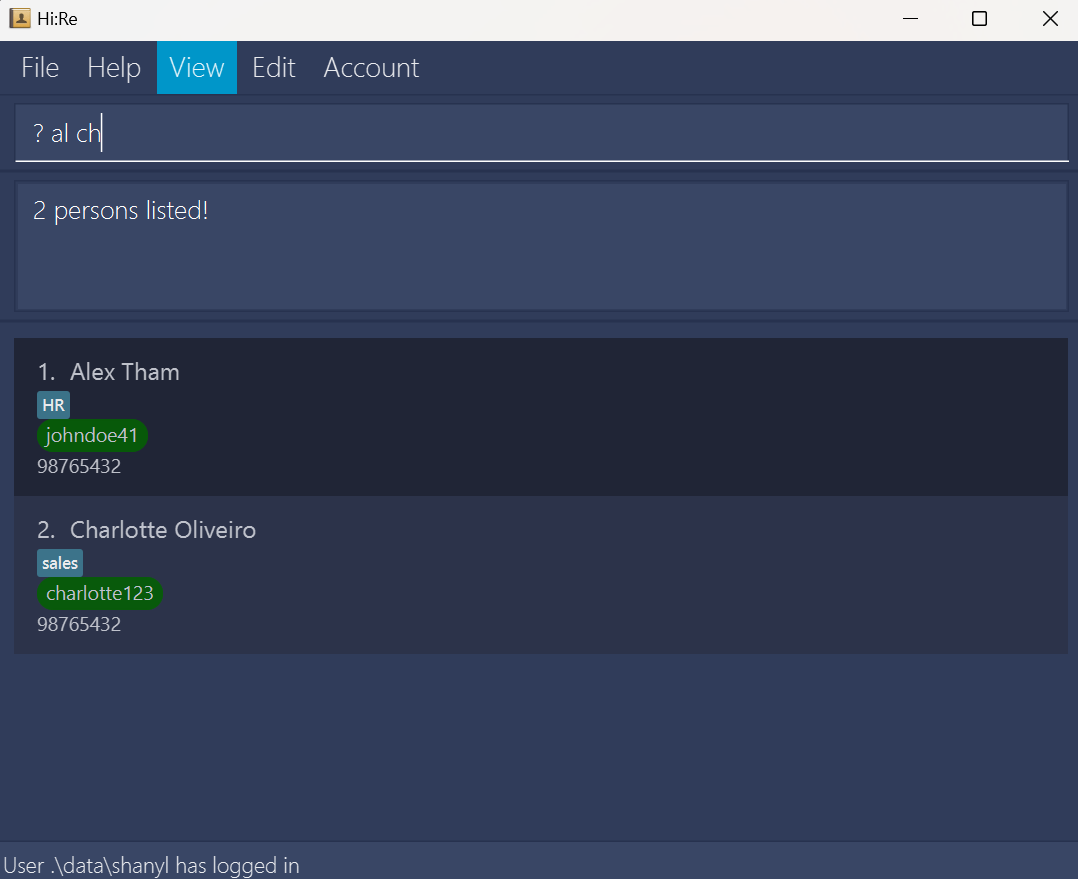 Hi:Re
File Help View Edit Account
? al ch
2 persons listed!
1. Alex Tham
HR
johndoe41
98765432
2. Charlotte Oliveiro
sales
charlotte123
98765432
User .\data\shanyl has logged in